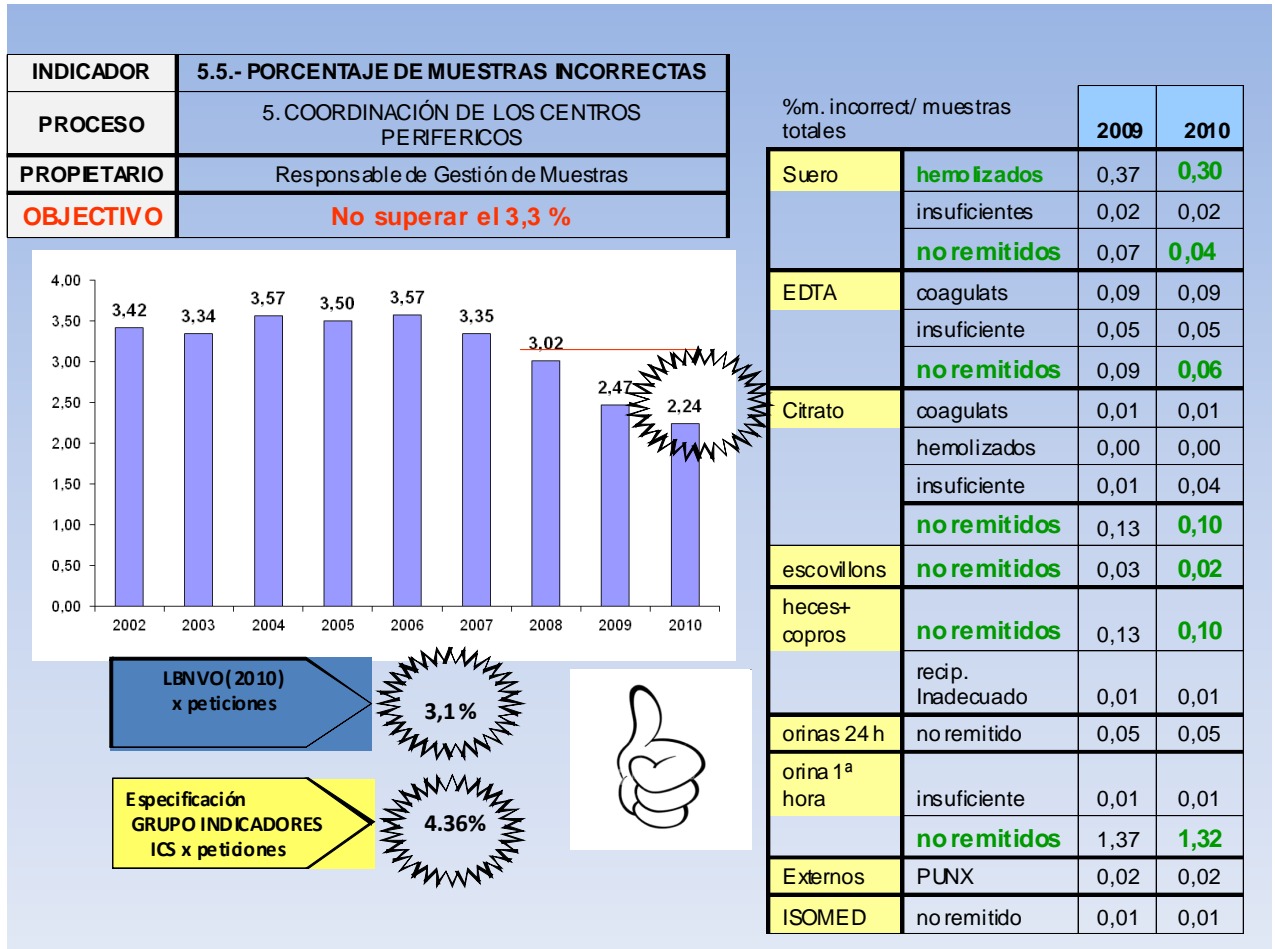 INDICADOR 5.5.- PORCENTAJE DE MUESTRAS INCORRECTAS
PROCESO 5. COORDINACIÓN DE LOS CENTROS
PERIFERICOS
PROPIETARIO Responsable de Gestión de Muestras
OBJECTIVO No superar el 3,3 %
4,00
3,50
3,00
2,50
2,00
1,50
1,00
0,50
0,00
3,42 3,34 3,57 3,50 3,57 3,35 3,02 2,47 2,24
2002 2003 2004 2005 2006 2007 2008 2009 2010
LBNVO(2010)
x peticiones
3,1%
Especificación
GRUPO INDICADORES
ICS x peticiones
4.36%
%m. incorrect/ muestras
totales 2009 2010
Suero hemolizados 0,37 0,30
insuficientes 0,02 0,02
no remitidos 0,07 0,04
EDTA coagulats 0,09 0,09
insuficiente 0,05 0,05
no remitidos 0,09 0,06
Citrato coagulats 0,01 0,01
hemolizados 0,00 0,00
insuficiente 0,01 0,04
no remitidos 0,13 0,10
escovillons no remitidos 0,03 0,02
heces+
copros no remitidos 0,13 0,10
recip.
Inadecuado 0,01 0,01
orinas 24 h no remitido 0,05 0,05
orina 1ª
hora insuficiente 0,01 0,01
no remitidos 1,37 1,32
Externos PUNX 0,02 0,02
ISOMED no remitido 0,01 0,01